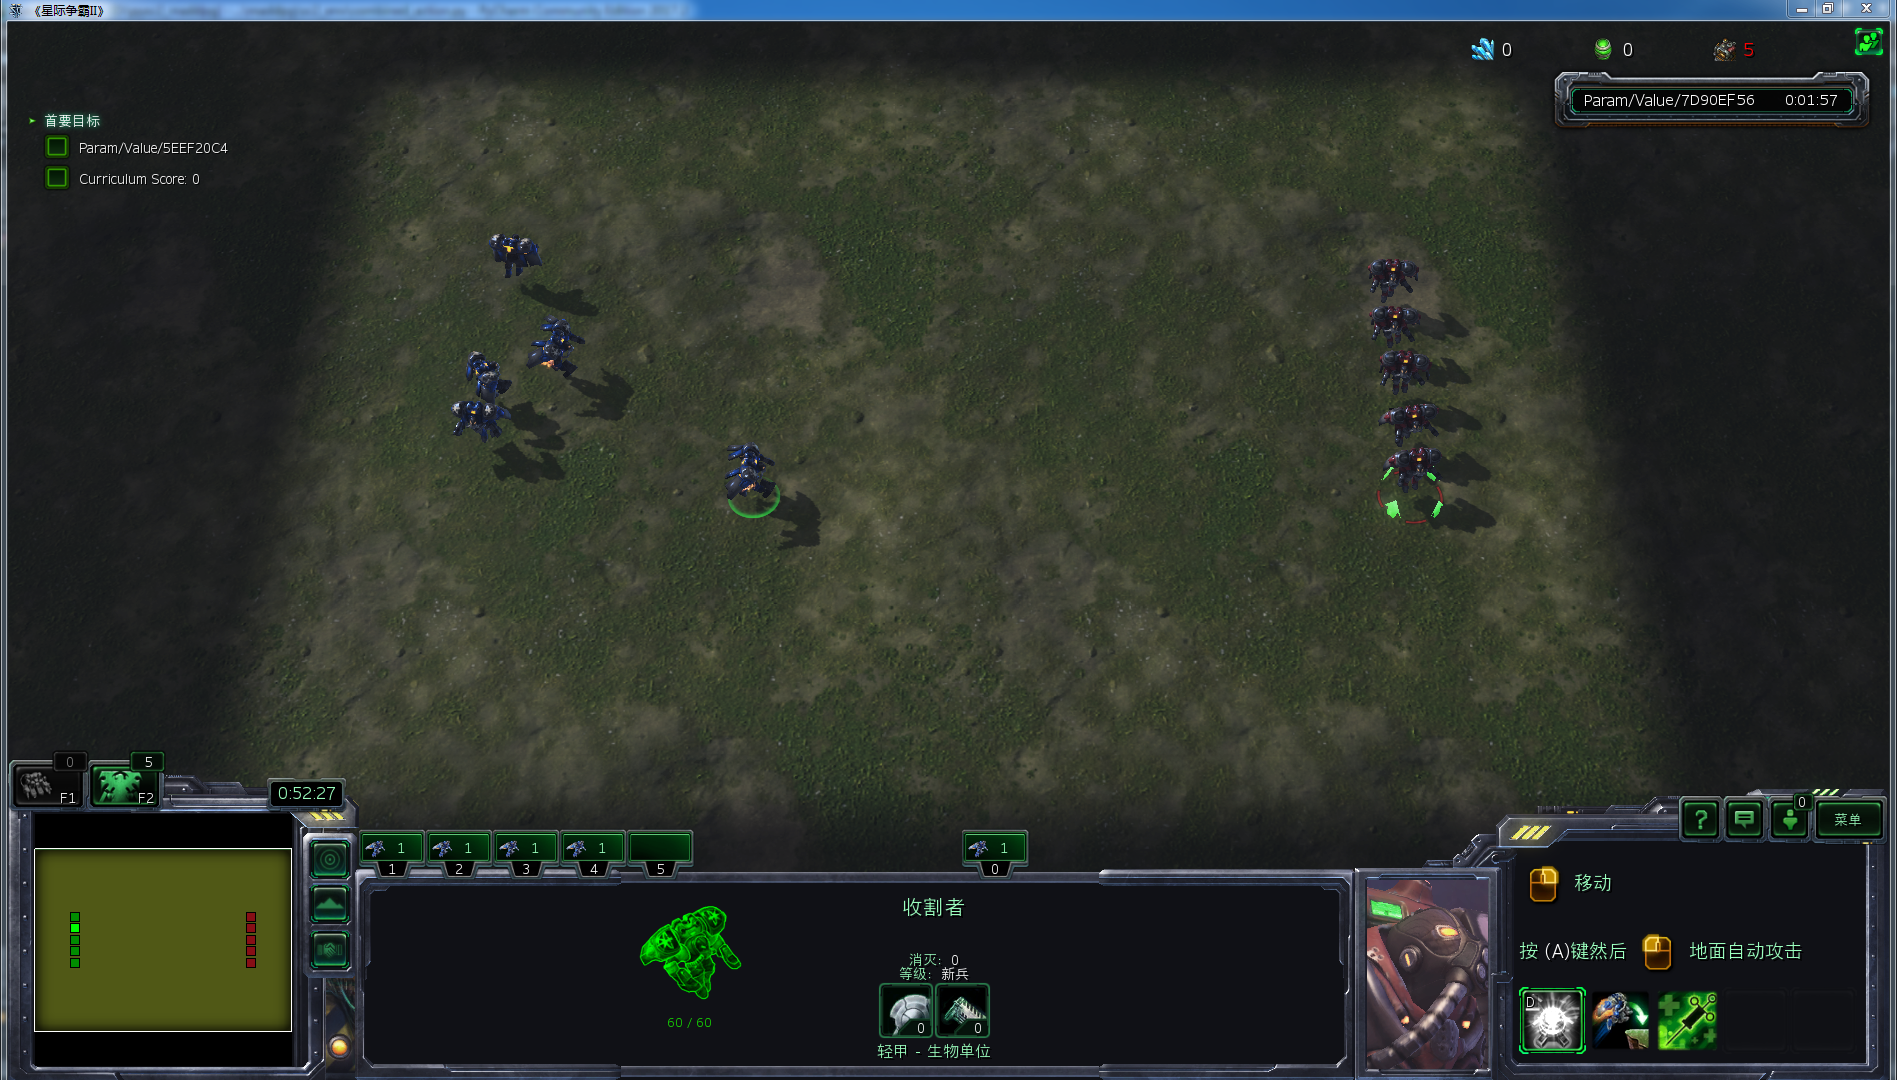 《星际争霸II》
0
0
5
Param/Value/7D90EF56 0:01:57
首要目标
Param/Value/5EEF20C4
Curriculum Score: 0
0
5
F1
F2
0:52:27
1 1 1 1 1
1 2 3 4 5 0
收割者
消灭: 0
等级: 新兵
0 0
60 / 60
轻甲 - 生物单位
?
0
菜单
移动
按 (A)键然后 地面自动攻击
D